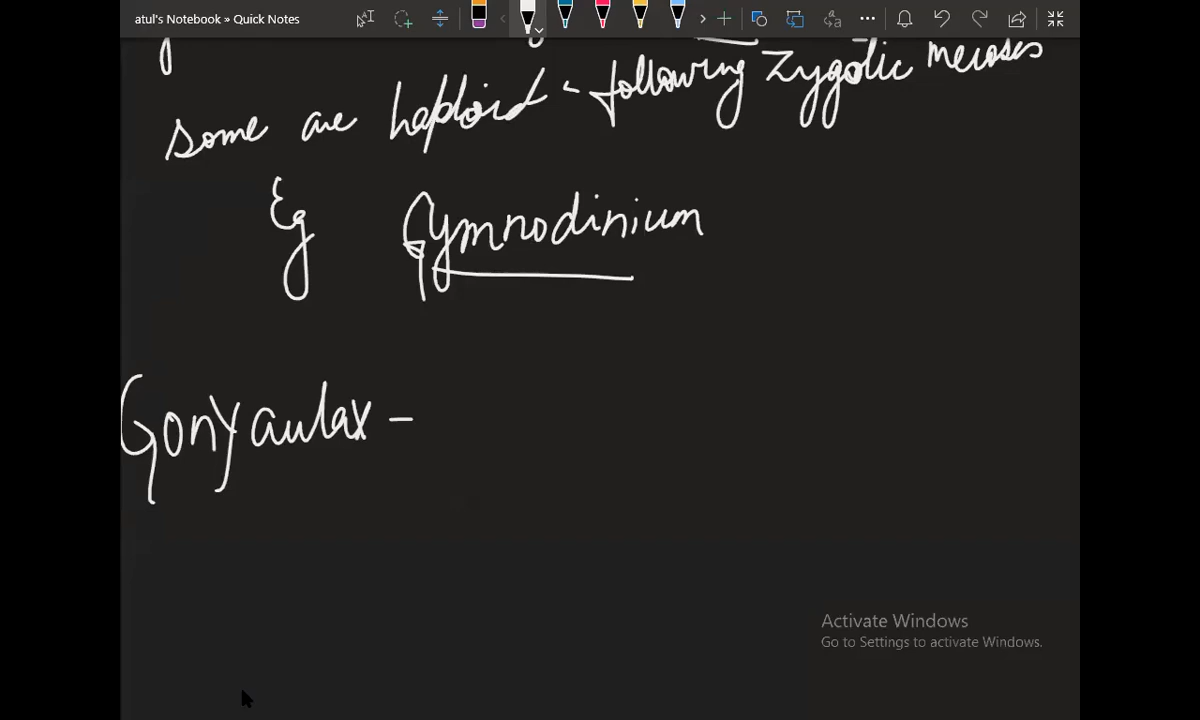 atul's Notebook » Quick Notes
some are haploid - following Zygotic meioses
Eg Gymnodinium
Gonyaulax -
Activate Windows
Go to Settings to activate Windows.